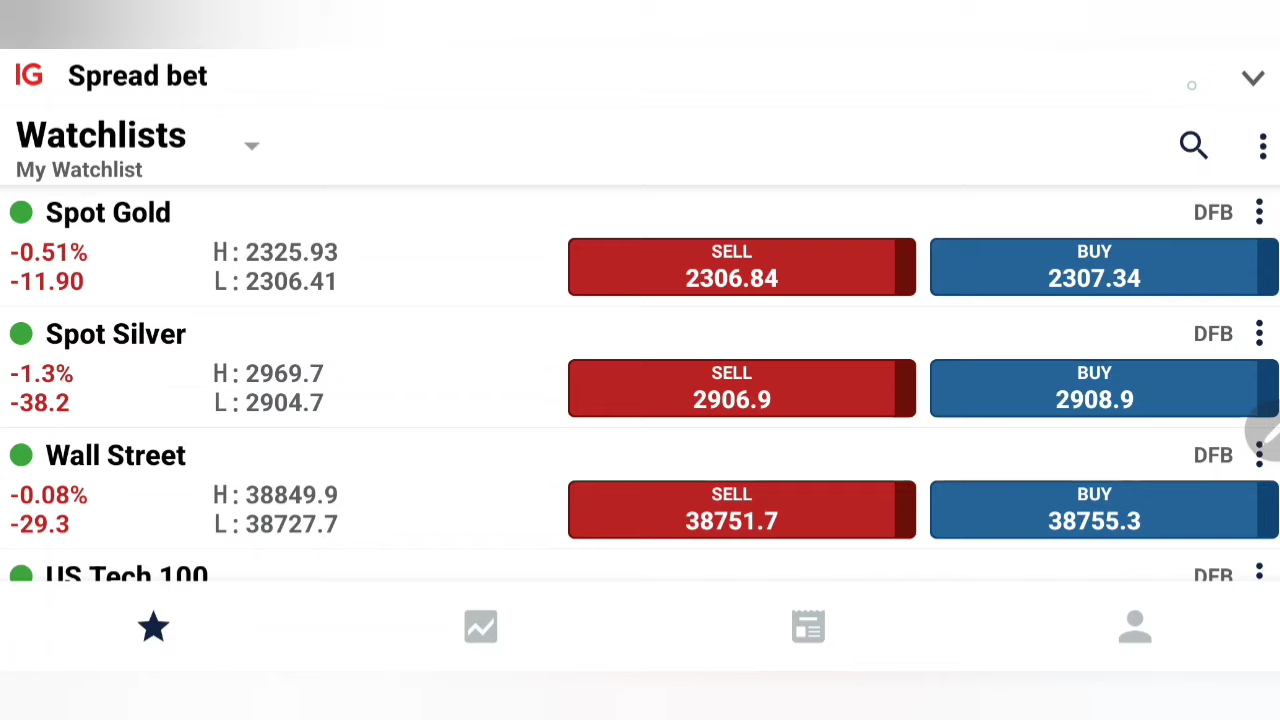 IG Spread bet
Watchlists
My Watchlist
Spot Gold DFB
-0.51% H: 2325.93 SELL BUY
-11.90 L: 2306.41 2306.84 2307.34
Spot Silver DFB
-1.3% H: 2969.7 SELL BUY
-38.2 L: 2904.7 2906.9 2908.9
Wall Street DFB
-0.08% H: 38849.9 SELL BUY
-29.3 L: 38727.7 38751.7 38755.3
US Tech 100 DFB